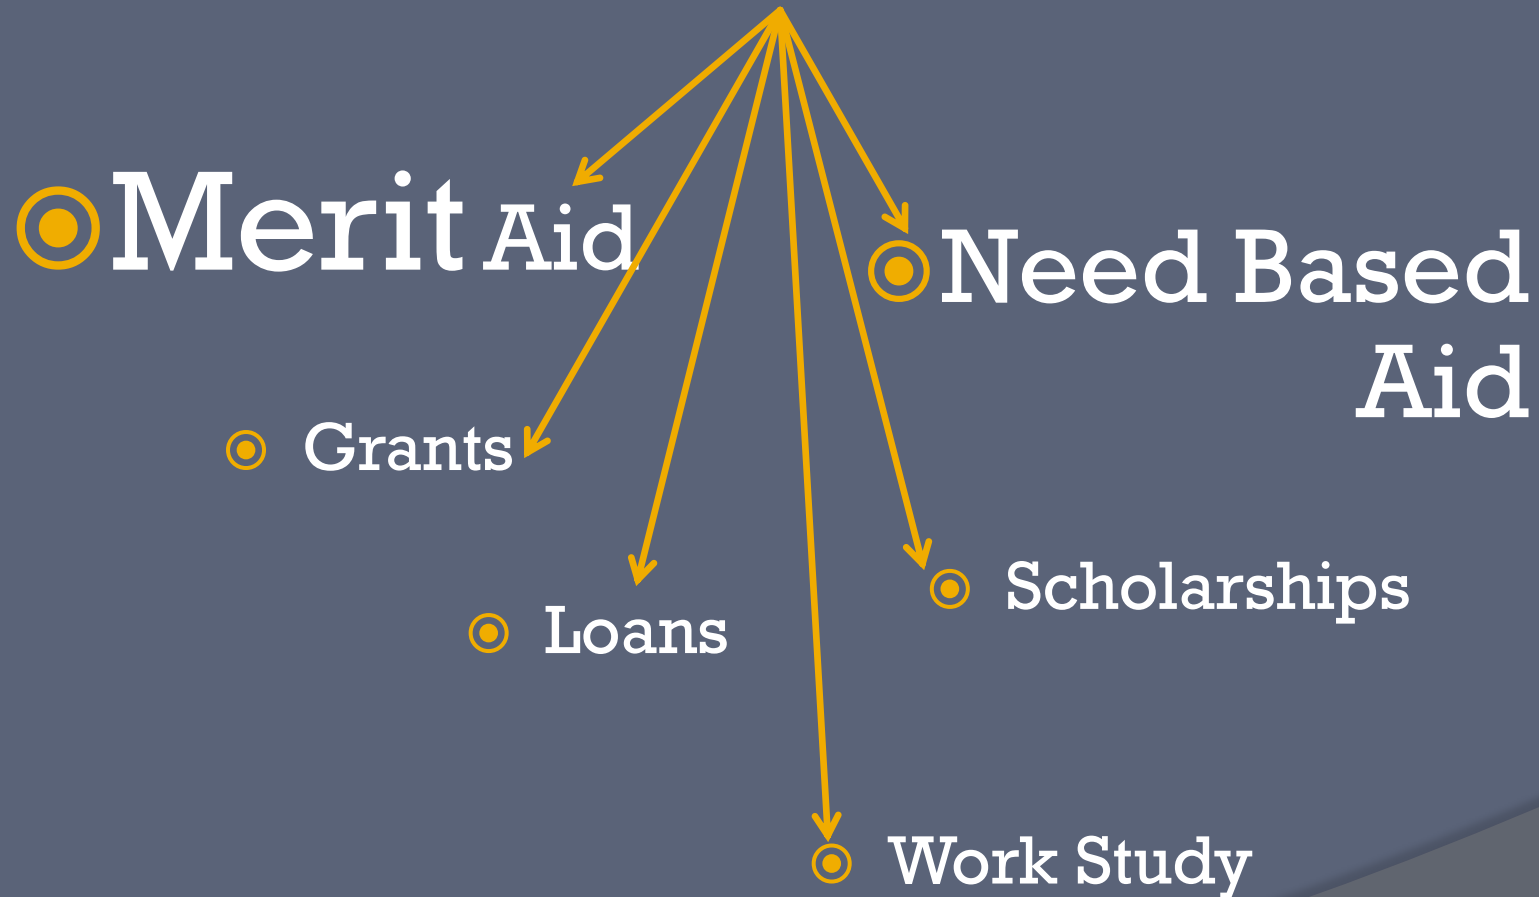 Merit Aid
Need Based
Aid
Grants
Scholarships
Loans
Work Study